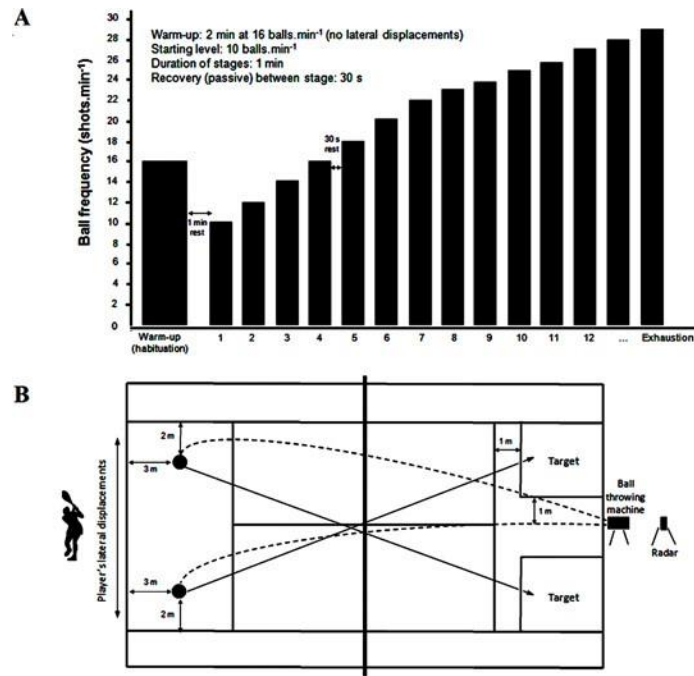 A
Warm-up: 2 min at 16 balls.min⁻¹ (no lateral displacements)
Starting level: 10 balls.min⁻¹
Duration of stages: 1 min
Recovery (passive) between stage: 30 s
Ball frequency (shots.min⁻¹)
30
28
26
24
22
20
18
16
14
12
10
8
6
4
2
0
1 min
rest
30 s
rest
Warm-up
(habituation)
1
2
3
4
5
6
7
8
9
10
11
12
...
Exhaustion
B
Player's lateral displacements
2 m
3 m
3 m
2 m
1 m
Target
1 m
Target
Ball
throwing
machine
Radar